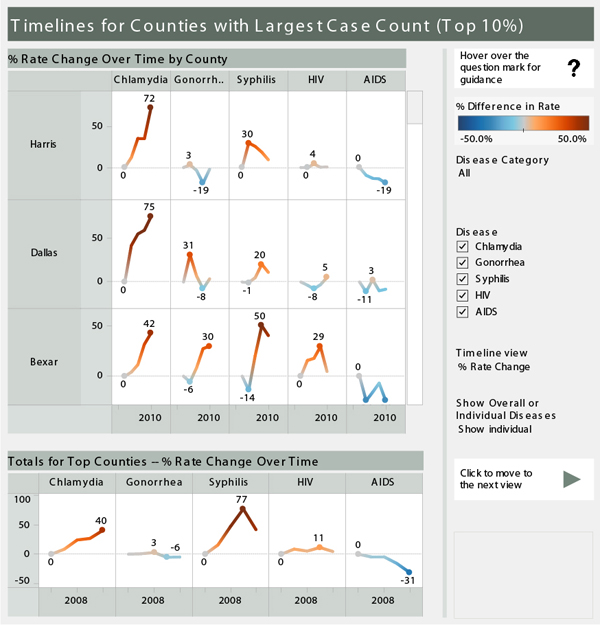 Timelines for Counties with Largest Case Count (Top 10%)
% Rate Change Over Time by County
Chlamydia Gonorrh.. Syphilis HIV AIDS
Harris
50
0
72
0
3
-19
30
0
4
0
0
-19
Dallas
50
0
75
0
31
-8
20
-1
5
-8
3
-11
Bexar
50
0
42
0
30
-6
50
-14
29
0
0
2010 2010 2010 2010 2010
Totals for Top Counties -- % Rate Change Over Time
Chlamydia Gonorrhea Syphilis HIV AIDS
100
50
0
-50
40
0
3
-6
77
0
11
0
0
-31
2008 2008 2008 2008 2008
Hover over the
question mark for
guidance
?
% Difference in Rate
-50.0% 50.0%
Disease Category
All
Disease
Chlamydia
Gonorrhea
Syphilis
HIV
AIDS
Timeline view
% Rate Change
Show Overall or
Individual Diseases
Show individual
Click to move to
the next view